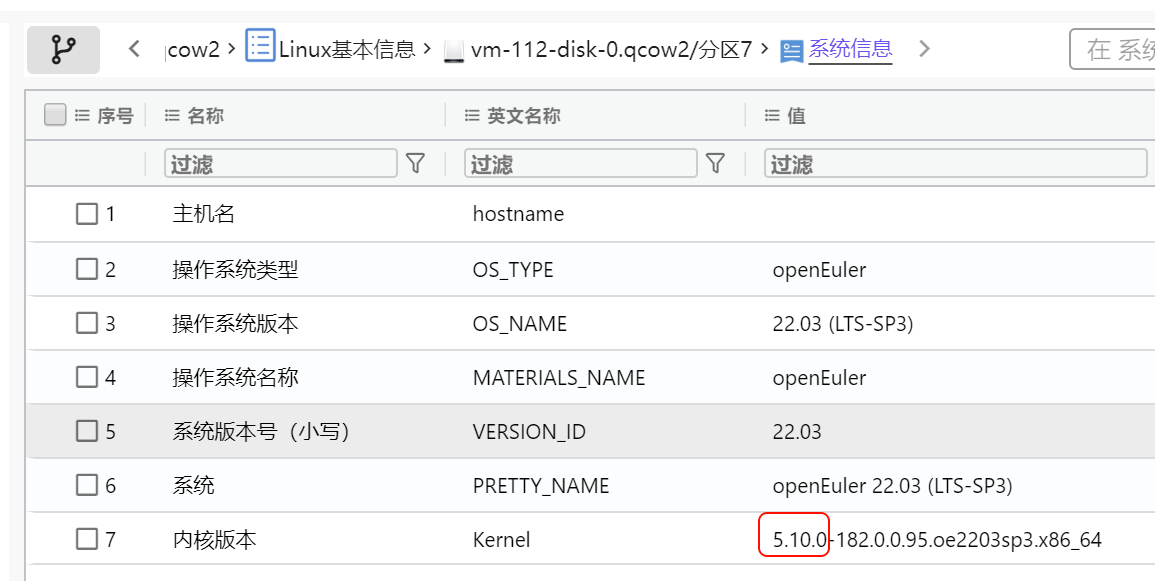 qcow2 > Linux基本信息 > vm-112-disk-0.qcow2/分区7 > 系统信息 > 在 系统
序号 名称 英文名称 值
过滤 过滤 过滤
1 主机名 hostname
2 操作系统类型 OS_TYPE openEuler
3 操作系统版本 OS_NAME 22.03 (LTS-SP3)
4 操作系统名称 MATERIALS_NAME openEuler
5 系统版本号（小写） VERSION_ID 22.03
6 系统 PRETTY_NAME openEuler 22.03 (LTS-SP3)
7 内核版本 Kernel 5.10.0-182.0.0.95.oe2203sp3.x86_64